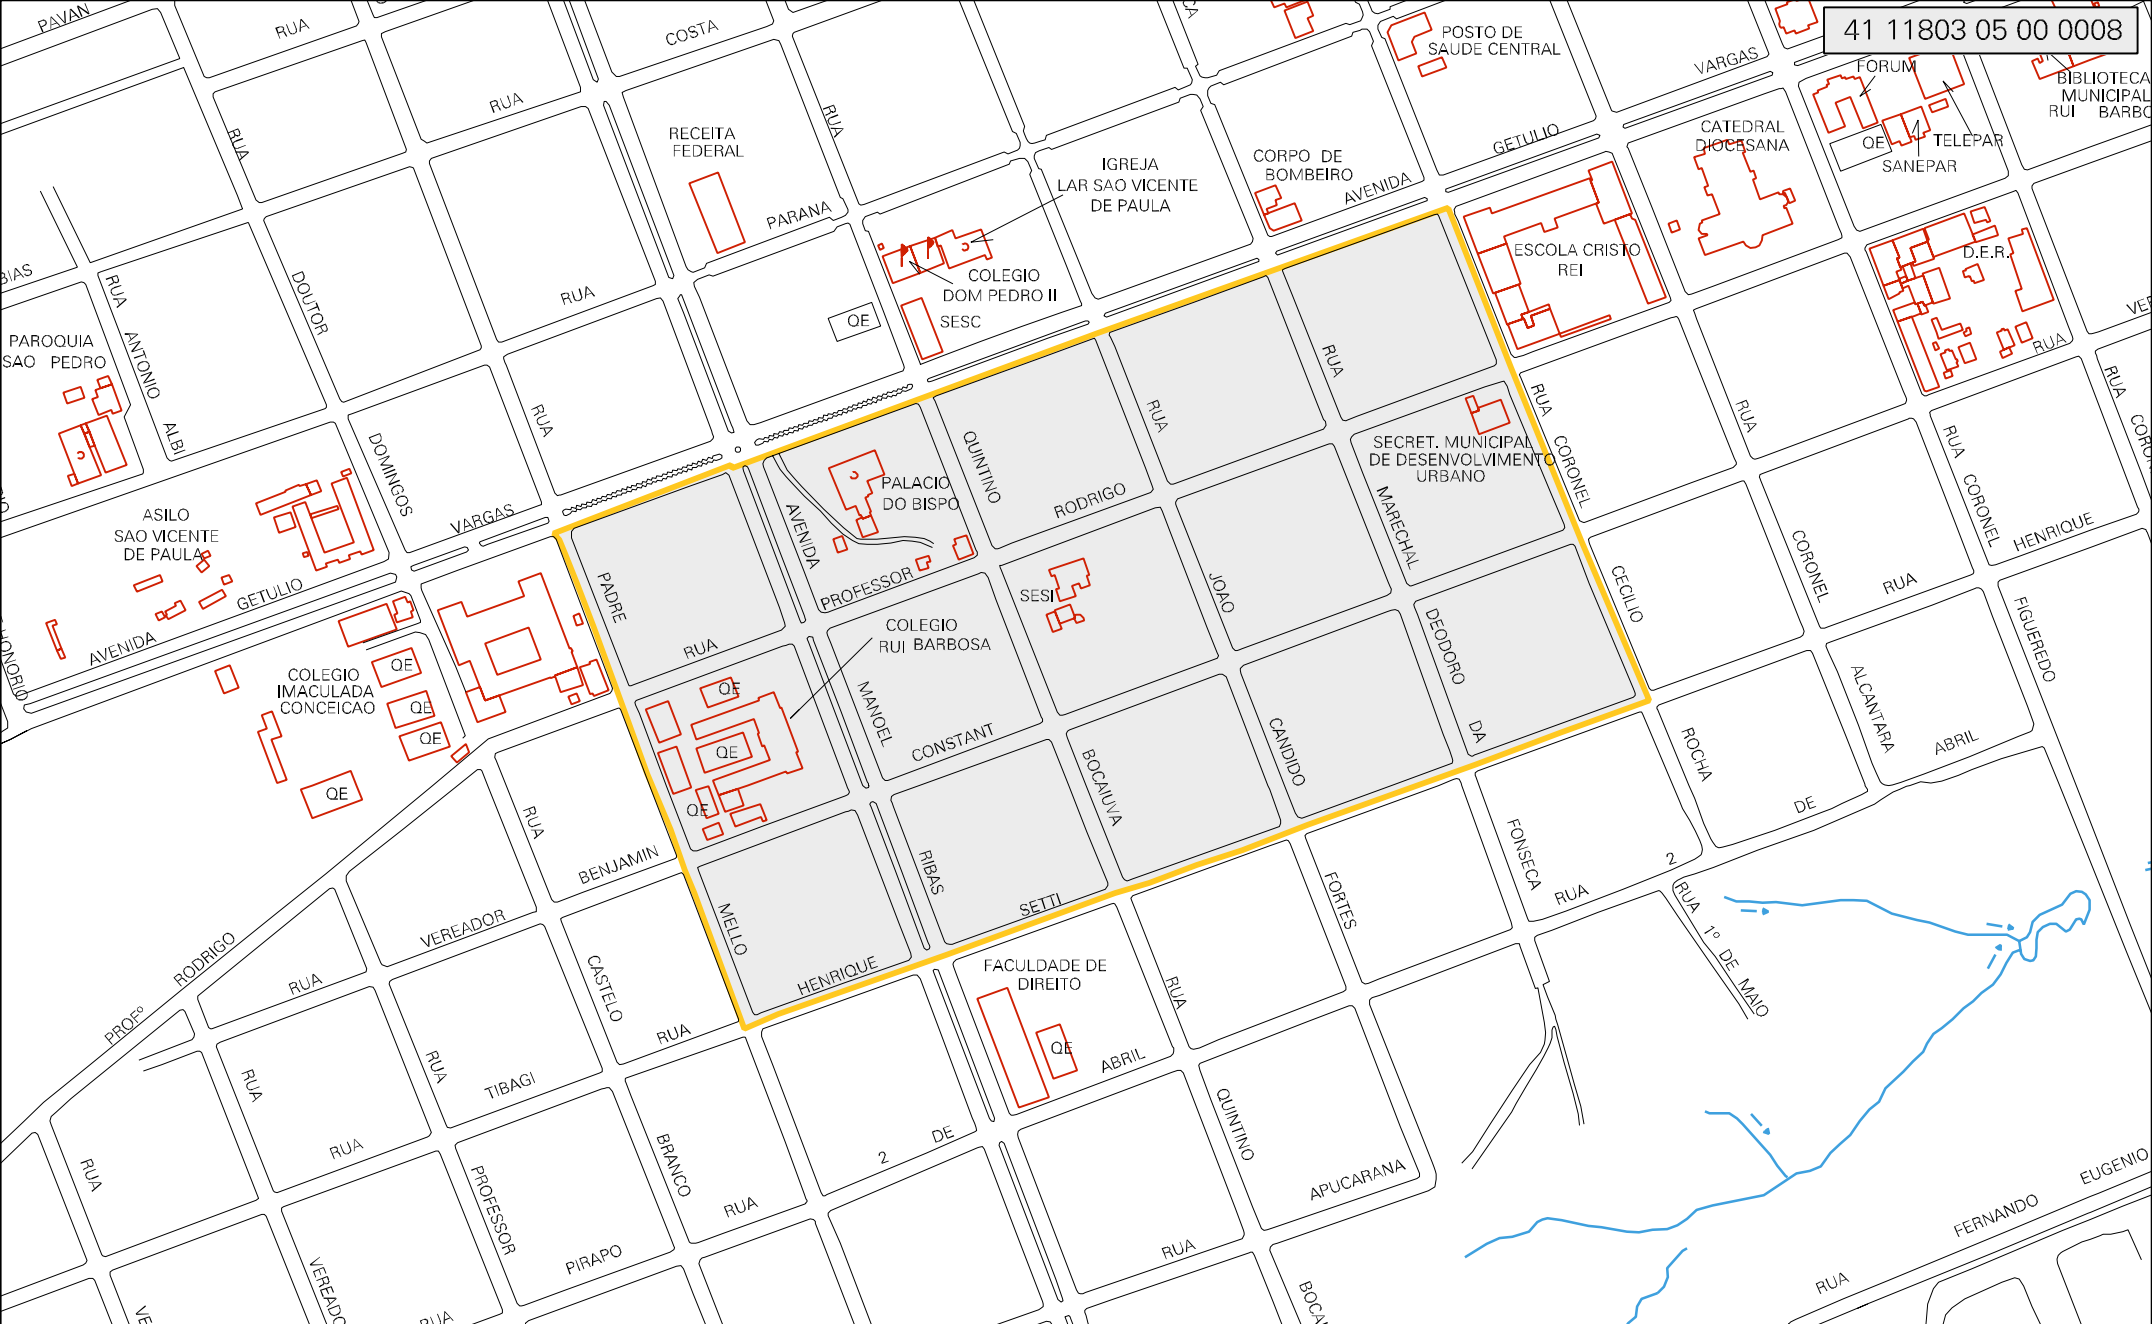 41 11803 05 00 0008
PAVAN
RUA
COSTA
RUA
RUA
RUA
RECEITA
FEDERAL
PARANA
POSTO DE
SAUDE CENTRAL
VARGAS
FORUM
BIBLIOTECA
MUNICIPAL
RUI BARBO
TELEPAR
QE
SANEPAR
CATEDRAL
DIOCESANA
GETULIO
AVENIDA
CORPO DE
BOMBEIRO
IGREJA
LAR SAO VICENTE
DE PAULA
COLEGIO
DOM PEDRO II
SESC
QE
ESCOLA CRISTO
REI
D.E.R.
RUA
VER
BIAS
RUA
ANTONIO
ALBI
DOUTOR
DOMINGOS
RUA
RUA
PAROQUIA
SAO PEDRO
ASILO
SAO VICENTE
DE PAULA
VARGAS
GETULIO
AVENIDA
HONORIO
COLEGIO
IMACULADA
CONCEICAO
QE
QE
QE
QE
PADRE
RUA
AVENIDA
PALACIO
DO BISPO
PROFESSOR
QUINTINO
RODRIGO
RUA
RUA
SECRET. MUNICIPAL
DE DESENVOLVIMENTO
URBANO
MARECHAL
RUA
CORONEL
CECILIO
RUA
CORONEL
RUA
CORONEL
HENRIQUE
RUA
CORO
RUA
FIGUEREDO
SESI
JOAO
DEODORO
DA
COLEGIO
RUI BARBOSA
QE
QE
QE
MANOEL
CONSTANT
BOCAIUVA
CANDIDO
RIBAS
SETTI
MELLO
HENRIQUE
ROCHA
ALCANTARA
ABRIL
DE
2
RUA
FONSECA
FORTES
RUA
1º
DE
MAIO
RUA
BENJAMIN
VEREADOR
RUA
RODRIGO
PROFº
CASTELO
RUA
FACULDADE DE
DIREITO
QE
ABRIL
RUA
QUINTINO
DE
2
RUA
RUA
RUA
TIBAGI
RUA
RUA
PROFESSOR
BRANCO
PIRAPO
VEREADO
VE
RUA
RUA
APUCARANA
BOCA
EUGENIO
FERNANDO
RUA